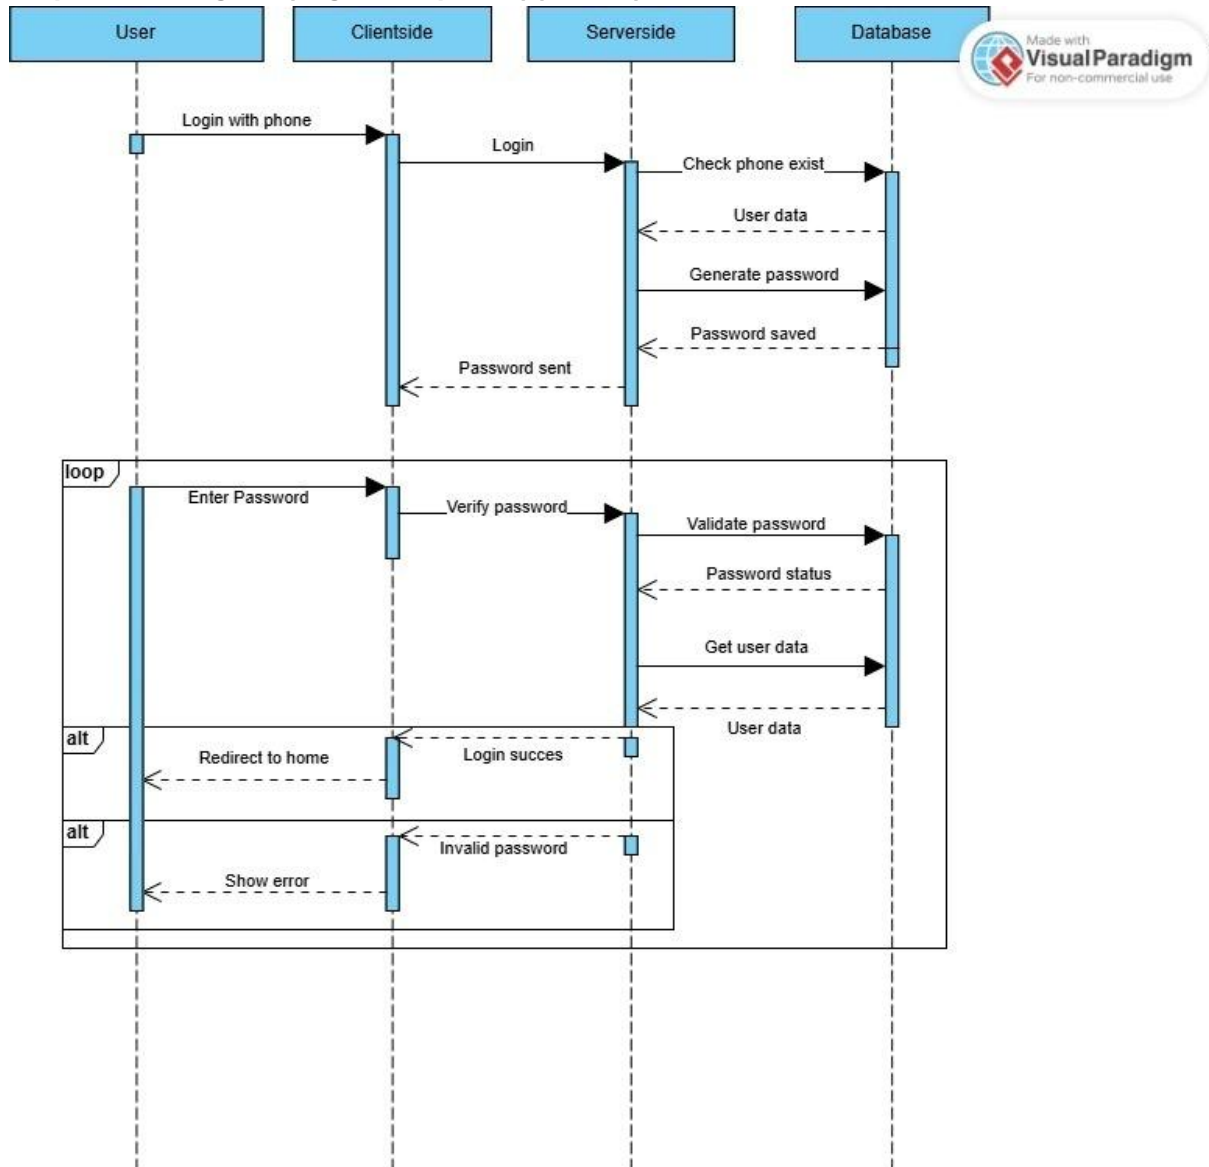 User
Clientside
Serverside
Database
Made with
Visual Paradigm
For non-commercial use
Login with phone
Login
Check phone exist
User data
Generate password
Password saved
Password sent
loop
Enter Password
Verify password
Validate password
Password status
Get user data
User data
alt
Login succes
Redirect to home
alt
Invalid password
Show error